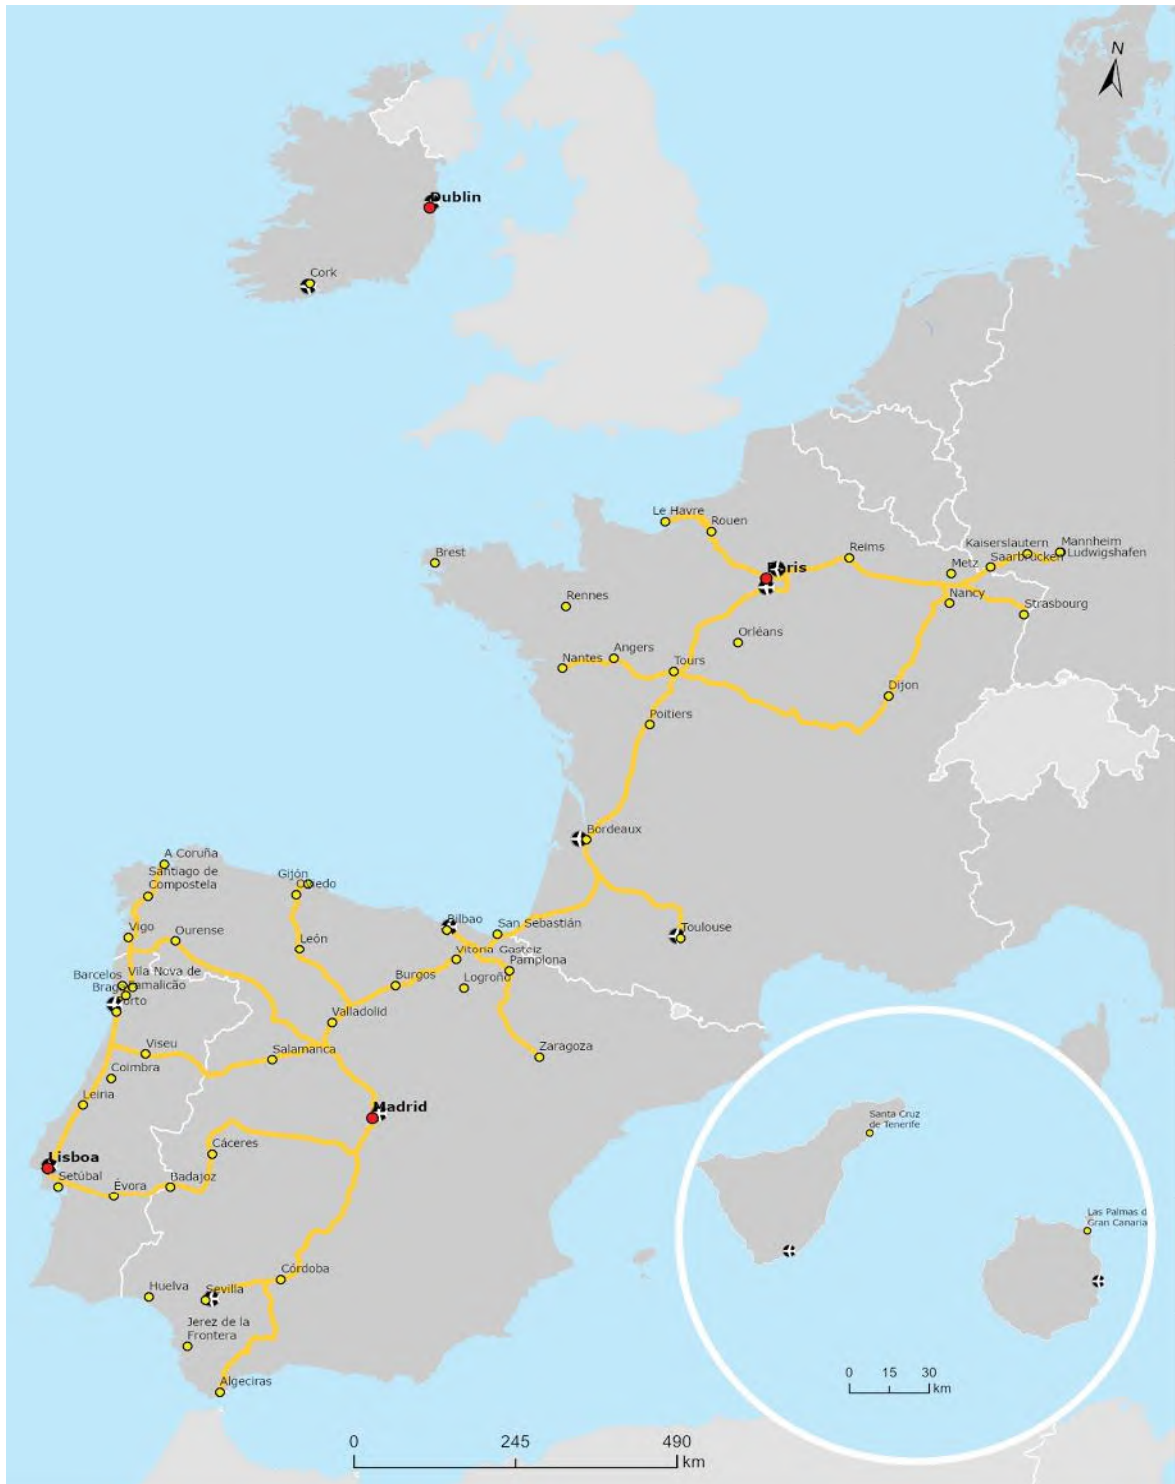 N
Dublin
Cork
Le Havre
Rouen
Brest
Reims
Kaiserslautern
Mannheim
Ludwigshafen
Saarbrücken
Metz
Paris
Rennes
Nancy
Strasbourg
Orléans
Angers
Nantes
Tours
Dijon
Poitiers
Bordeaux
A Coruña
Santiago de
Compostela
Gijón
Vigo
Ourense
León
Bilbao
San Sebastián
Toulouse
Vitoria Gasteiz
Pamplona
Barcelos
Vila Nova de
Famalicão
Burgos
Logroño
Porto
Valladolid
Viseu
Salamanca
Zaragoza
Coimbra
Leiria
Madrid
Santa Cruz
de Tenerife
Cáceres
Lisboa
Setúbal
Évora
Badajoz
Las Palmas d
Gran Canaria
Córdoba
Huelva
Sevilla
Jerez de la
Frontera
Algeciras
0 15 30
km
0 245 490
km